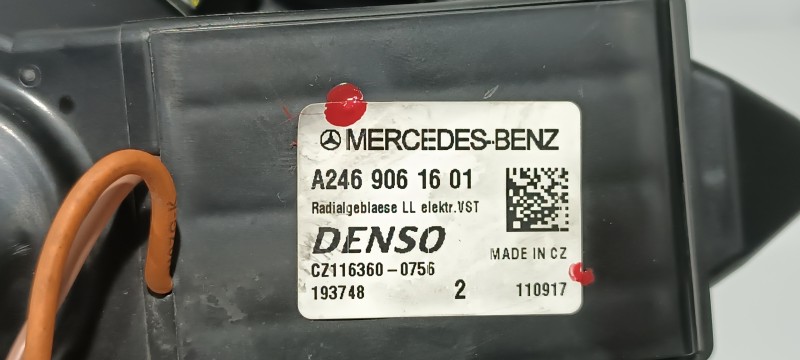 MERCEDES-BENZ
A246 906 16 01
Radialgeblaese LL elektr.VST
DENSO
MADE IN CZ
CZ116360-0756
193748 2 110917